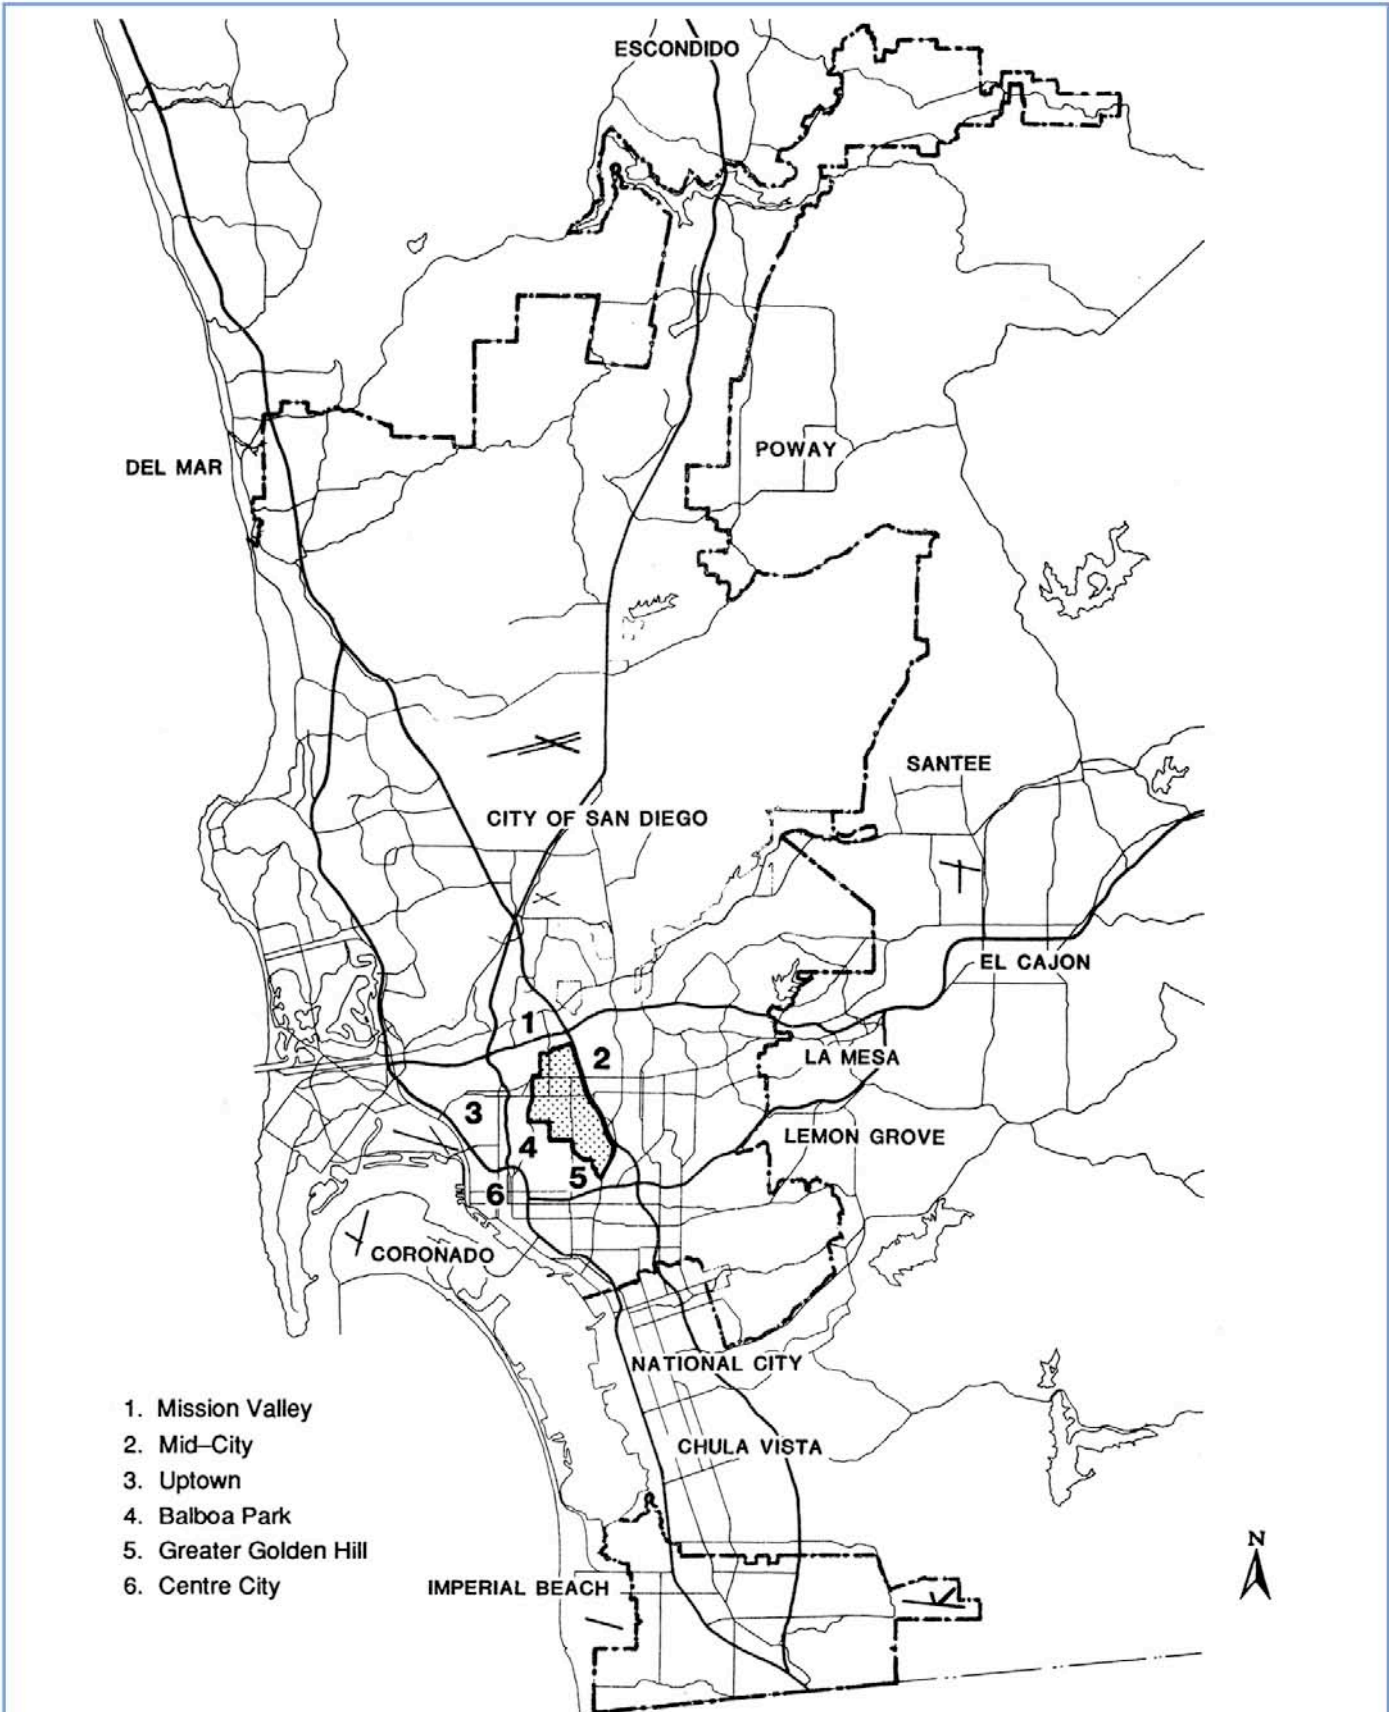 ESCONDIDO
DEL MAR
POWAY
SANTEE
CITY OF SAN DIEGO
EL CAJON
1
2
LA MESA
3
LEMON GROVE
4
5
6
CORONADO
NATIONAL CITY
1. Mission Valley
2. Mid–City
3. Uptown
4. Balboa Park
5. Greater Golden Hill
6. Centre City
CHULA VISTA
IMPERIAL BEACH
N